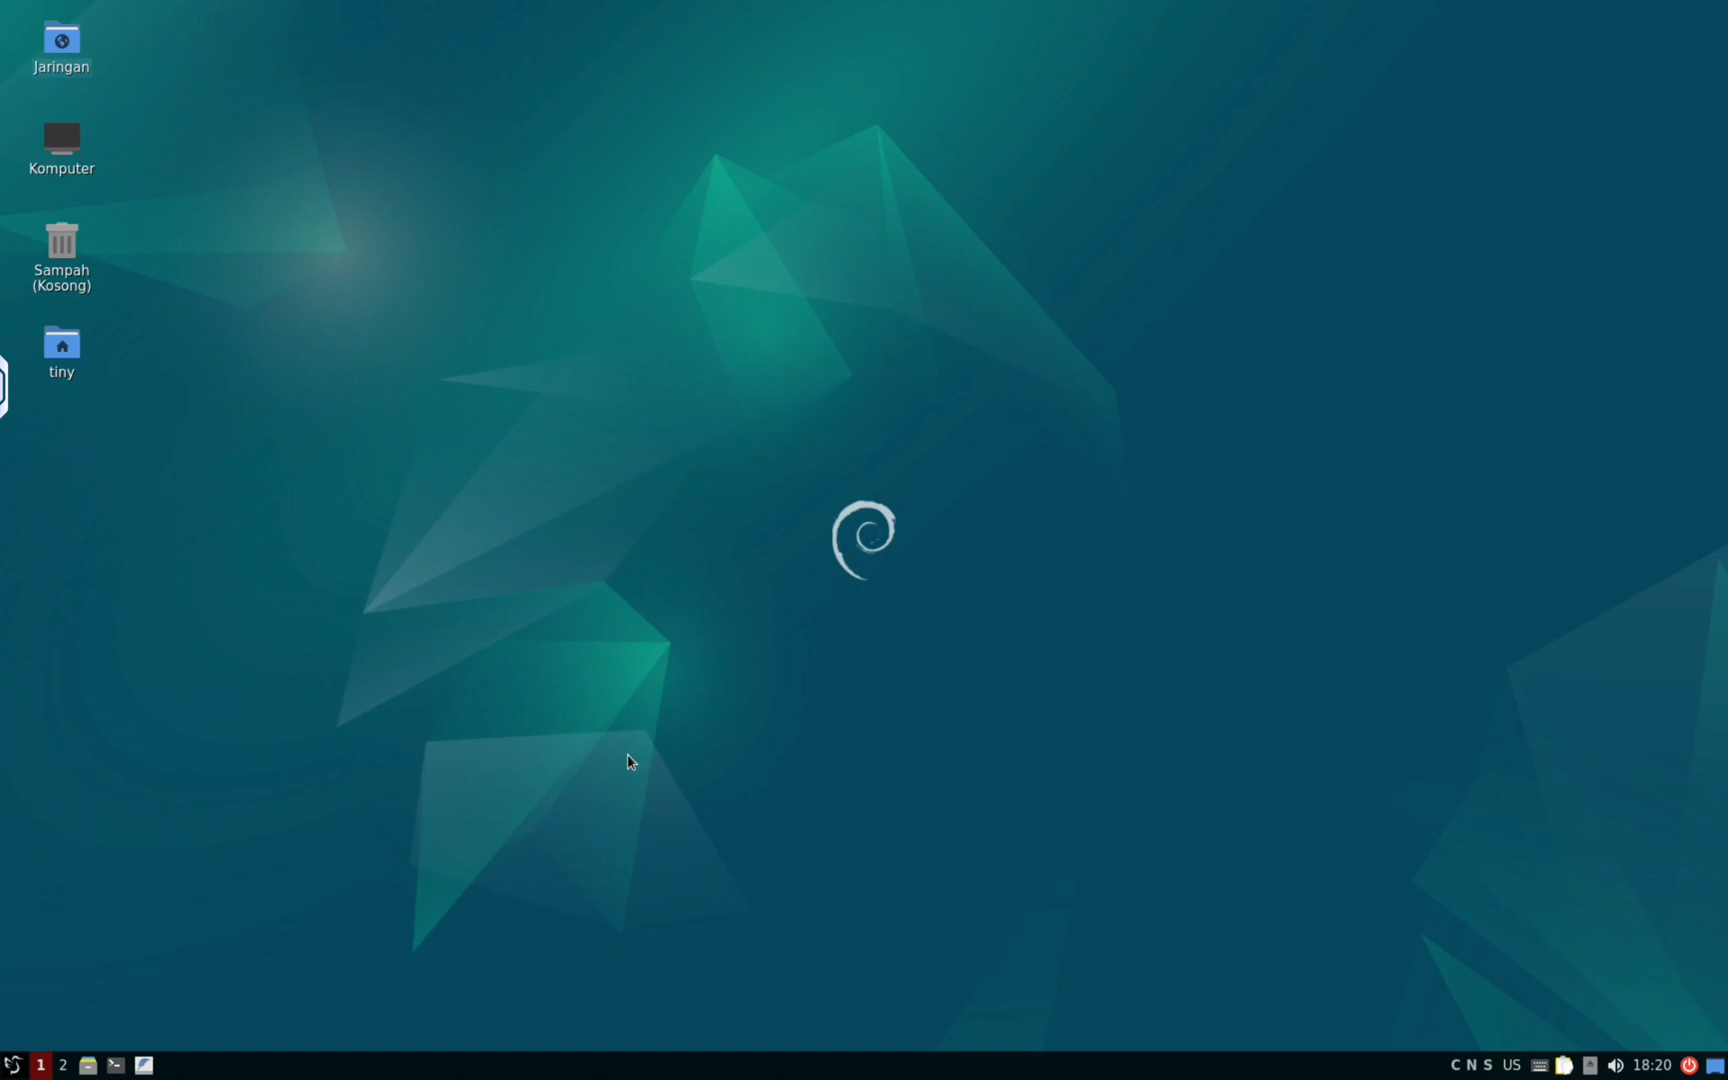 Jaringan
Komputer
Sampah
(Kosong)
tiny
1 2 C N S US 18:20